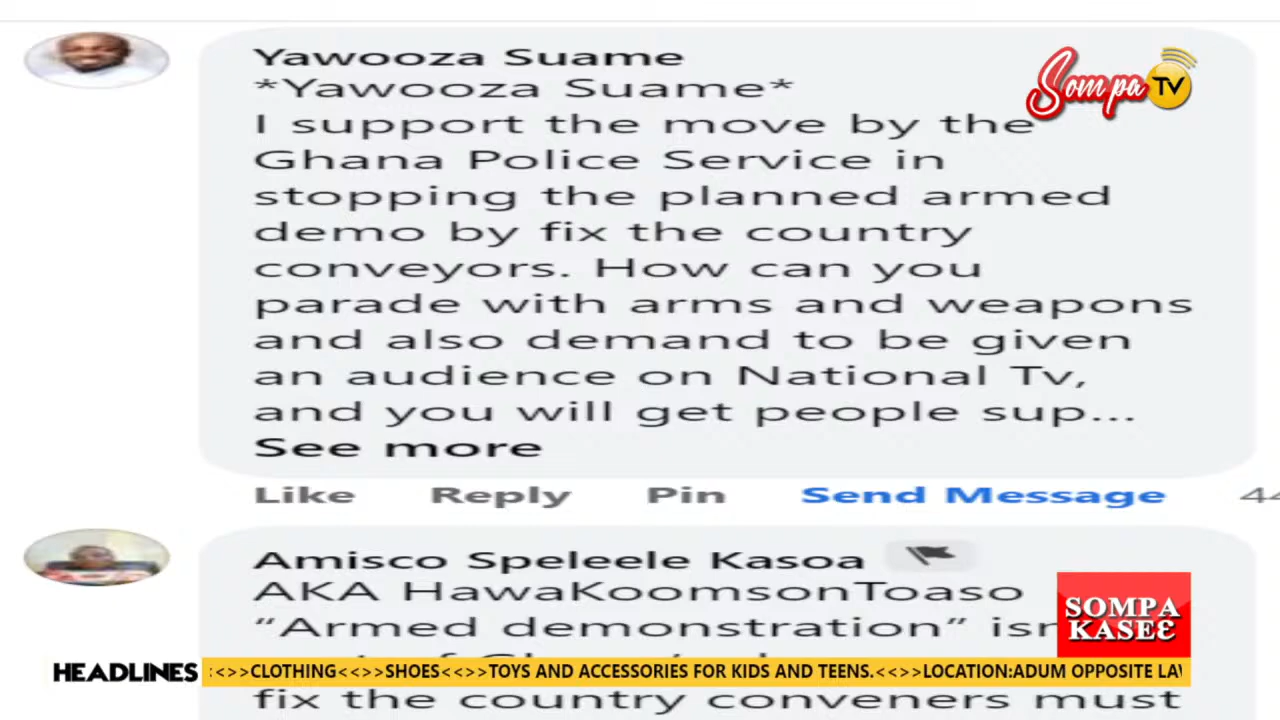 Yawooza Suame
*Yawooza Suame*
I support the move by the
Ghana Police Service in
stopping the planned armed
demo by fix the country
conveyors. How can you
parade with arms and weapons
and also demand to be given
an audience on National Tv,
and you will get people sup...
See more
Like Reply Pin Send Message 44
Sompa TV
Amisco Speleele Kasoa
AKA HawaKoomsonToaso
“Armed demonstration”
SOMPA
KASEƐ
HEADLINES
<<>>CLOTHING<<>>SHOES<<>>TOYS AND ACCESSORIES FOR KIDS AND TEENS.<<>>LOCATION:ADUM OPPOSITE
fix the country conveners must